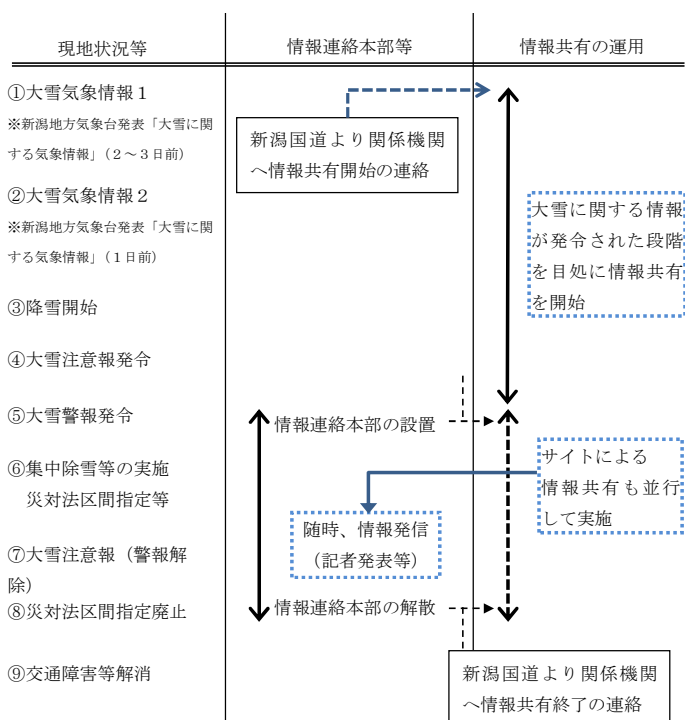 現地状況等
情報連絡本部等
情報共有の運用
①大雪気象情報１
※新潟地方気象台発表「大雪に関
する気象情報」（２～３日前）
②大雪気象情報２
※新潟地方気象台発表「大雪に関
する気象情報」（１日前）
③降雪開始
④大雪注意報発令
⑤大雪警報発令
⑥集中除雪等の実施
災対法区間指定等
⑦大雪注意報（警報解
除）
⑧災対法区間指定廃止
⑨交通障害等解消
新潟国道より関係機関
へ情報共有開始の連絡
情報連絡本部の設置
随時、情報発信
（記者発表等）
情報連絡本部の解散
大雪に関する情報
が発令された段階
を目処に情報共有
を開始
サイトによる
情報共有も並行
して実施
新潟国道より関係機関
へ情報共有終了の連絡